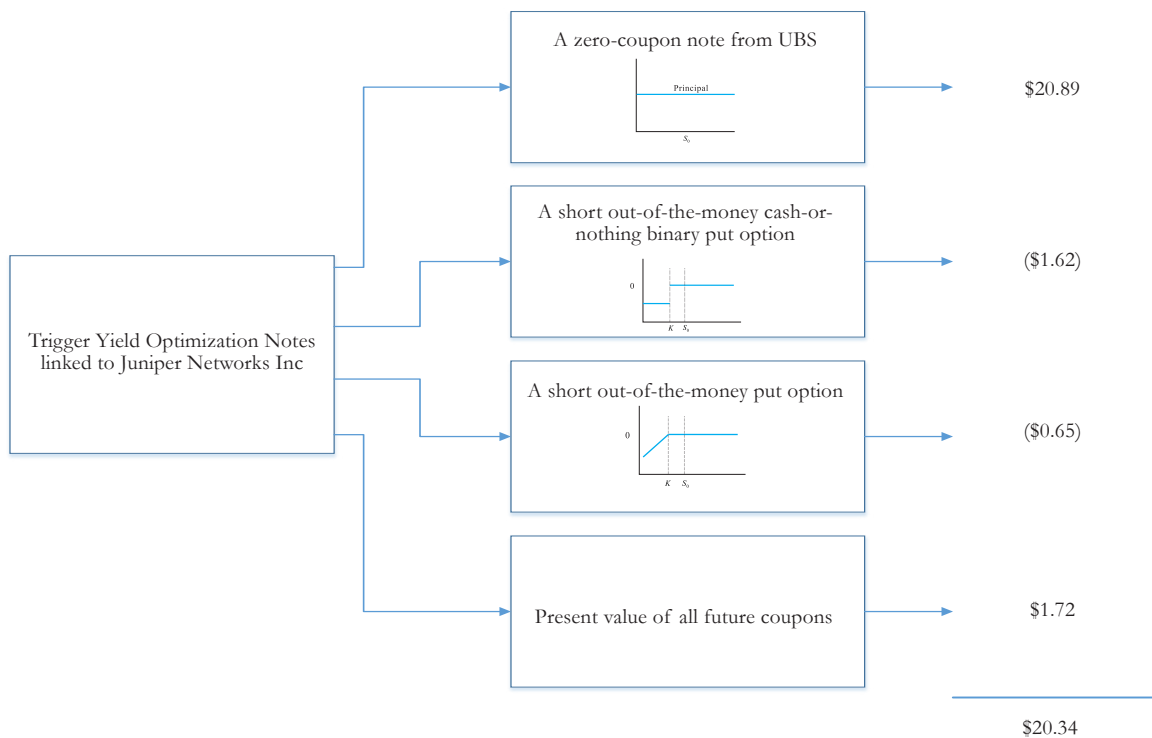 A zero-coupon note from UBS
Principal
S₀
$20.89
A short out-of-the-money cash-or-
nothing binary put option
0
K S₀
($1.62)
Trigger Yield Optimization Notes
linked to Juniper Networks Inc
A short out-of-the-money put option
0
K S₀
($0.65)
Present value of all future coupons
$1.72
$20.34